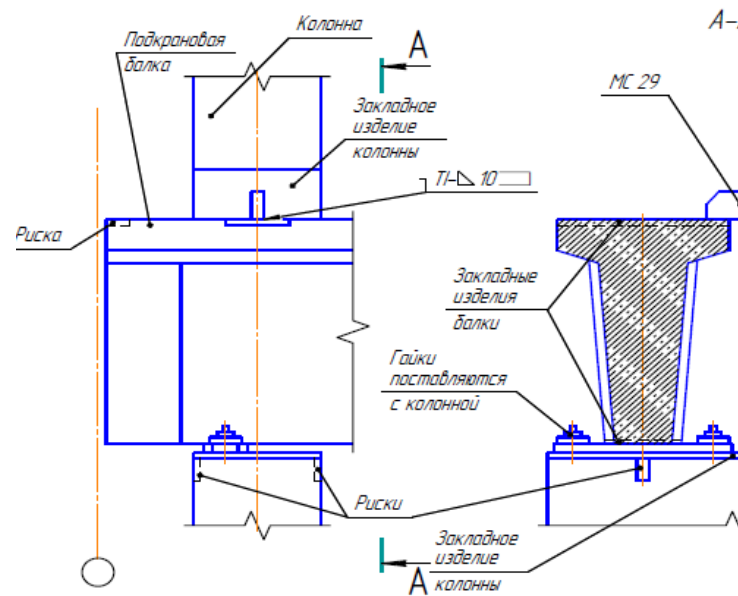 Колонна
А
А-
Подкрановая
балка
МС 29
Закладное
изделие
колонны
Т1-⊿ 10
Риска
Закладные
изделия
балки
Гайки
поставляются
с колонной
Риски
Закладное
изделие
колонны
А